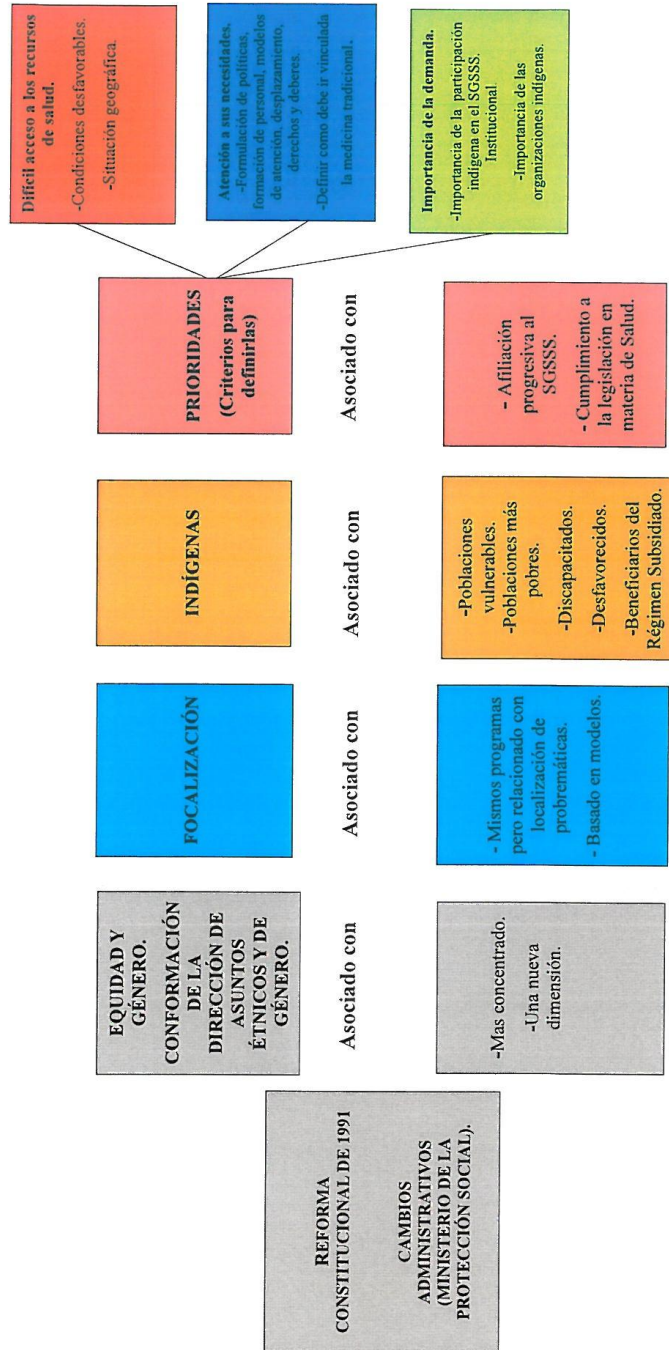 REFORMA
CONSTITUCIONAL DE 1991
CAMBIOS
ADMINISTRATIVOS
(MINISTERIO DE LA
PROTECCIÓN SOCIAL).
EQUIDAD Y
GÉNERO.
CONFORMACIÓN
DE LA
DIRECCIÓN DE
ASUNTOS
ÉTNICOS Y DE
GÉNERO.
Asociado con
-Mas concentrado.
-Una nueva
dimensión.
FOCALIZACIÓN
Asociado con
- Mismos programas
pero relacionado con
localización de
probremáticas.
- Basado en modelos.
INDÍGENAS
Asociado con
-Poblaciones
vulnerables.
-Poblaciones más
pobres.
-Discapacitados.
-Desfavorecidos.
-Beneficiarios del
Régimen Subsidiado.
PRIORIDADES
(Criterios para
definirlas)
Asociado con
- Afiliación
progresiva al
SGSSS.
- Cumplimiento a
la legislación en
materia de Salud.
Difícil acceso a los recursos
de salud.
-Condiciones desfavorables.
-Situación geográfica.
Atención a sus necesidades.
-Formulación de políticas,
formación de personal, modelos
de atención, desplazamiento,
derechos y deberes.
-Definir como debe ir vinculada
la medicina tradicional.
Importancia de la demanda.
-Importancia de la participación
indígena en el SGSSS.
Institucional
-Importancia de las
organizaciones indígenas.